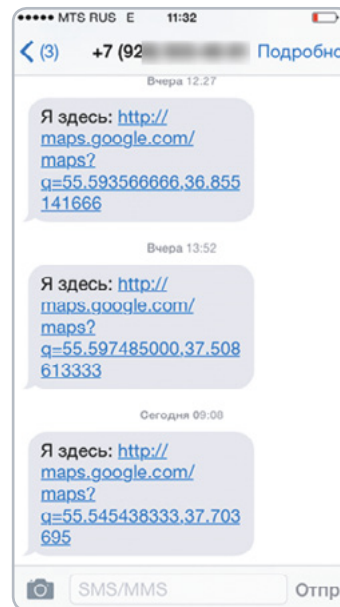 MTS RUS E 11:32
(3) +7 (92 Подробно
Вчера 12.27
Я здесь: http://
maps.google.com/
maps?
q=55.593566666,36.855
141666
Вчера 13:52
Я здесь: http://
maps.google.com/
maps?
q=55.597485000,37.508
613333
Сегодня 09:08
Я здесь: http://
maps.google.com/
maps?
q=55.545438333,37.703
695
SMS/MMS Отпр